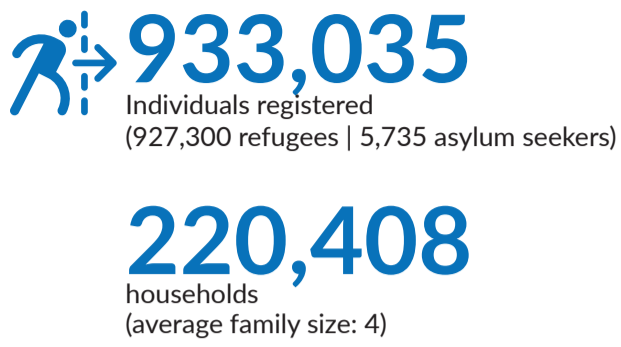 933,035
Individuals registered
(927,300 refugees | 5,735 asylum seekers)
220,408
households
(average family size: 4)